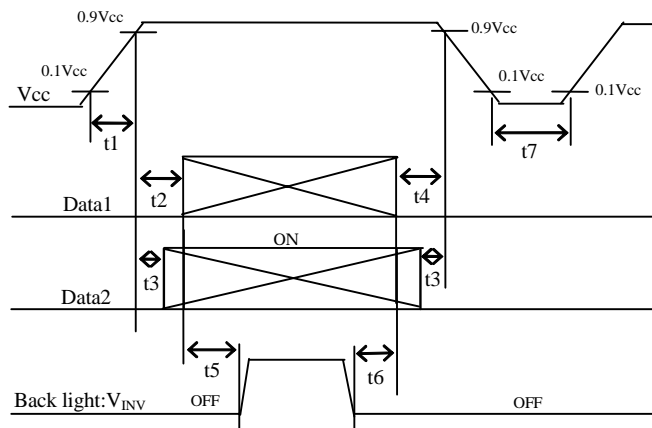 0.9Vcc
0.9Vcc
0.1Vcc
0.1Vcc
0.1Vcc
Vcc
t1
t7
t2
t4
Data1
ON
t3
t3
Data2
t5
t6
Back light:VINV
OFF
OFF